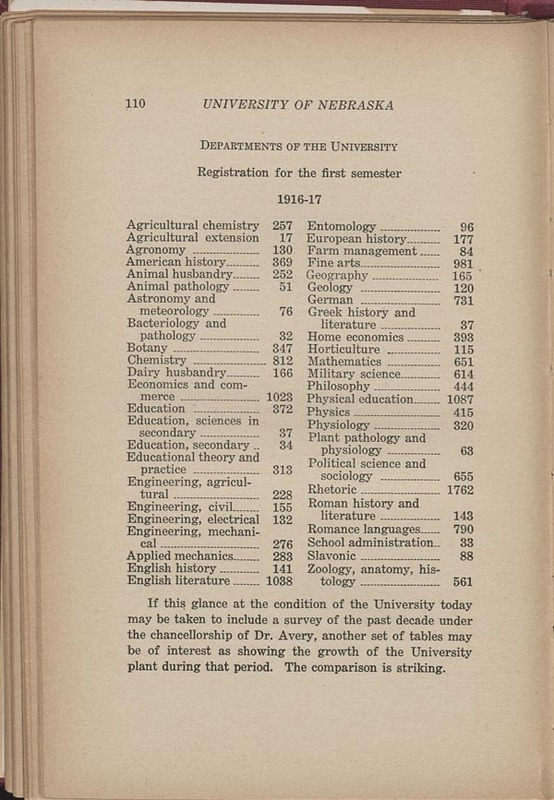 110 UNIVERSITY OF NEBRASKA
DEPARTMENTS OF THE UNIVERSITY
Registration for the first semester
1916-17
Agricultural chemistry 257
Agricultural extension 17
Agronomy 130
American history 369
Animal husbandry 252
Animal pathology 51
Astronomy and
meteorology 76
Bacteriology and
pathology 32
Botany 347
Chemistry 812
Dairy husbandry 166
Economics and com-
merce 1023
Education 372
Education, sciences in
secondary 37
Education, secondary 34
Educational theory and
practice 313
Engineering, agricul-
tural 228
Engineering, civil 155
Engineering, electrical 132
Engineering, mechani-
cal 276
Applied mechanics 283
English history 141
English literature 1038
Entomology 96
European history 177
Farm management 84
Fine arts 981
Geography 165
Geology 120
German 731
Greek history and
literature 37
Home economics 393
Horticulture 115
Mathematics 651
Military science 614
Philosophy 444
Physical education 1087
Physics 415
Physiology 320
Plant pathology and
physiology 63
Political science and
sociology 655
Rhetoric 1762
Roman history and
literature 143
Romance languages 790
School administration 33
Slavonic 88
Zoology, anatomy, his-
tology 561
If this glance at the condition of the University today
may be taken to include a survey of the past decade under
the chancellorship of Dr. Avery, another set of tables may
be of interest as showing the growth of the University
plant during that period. The comparison is striking.